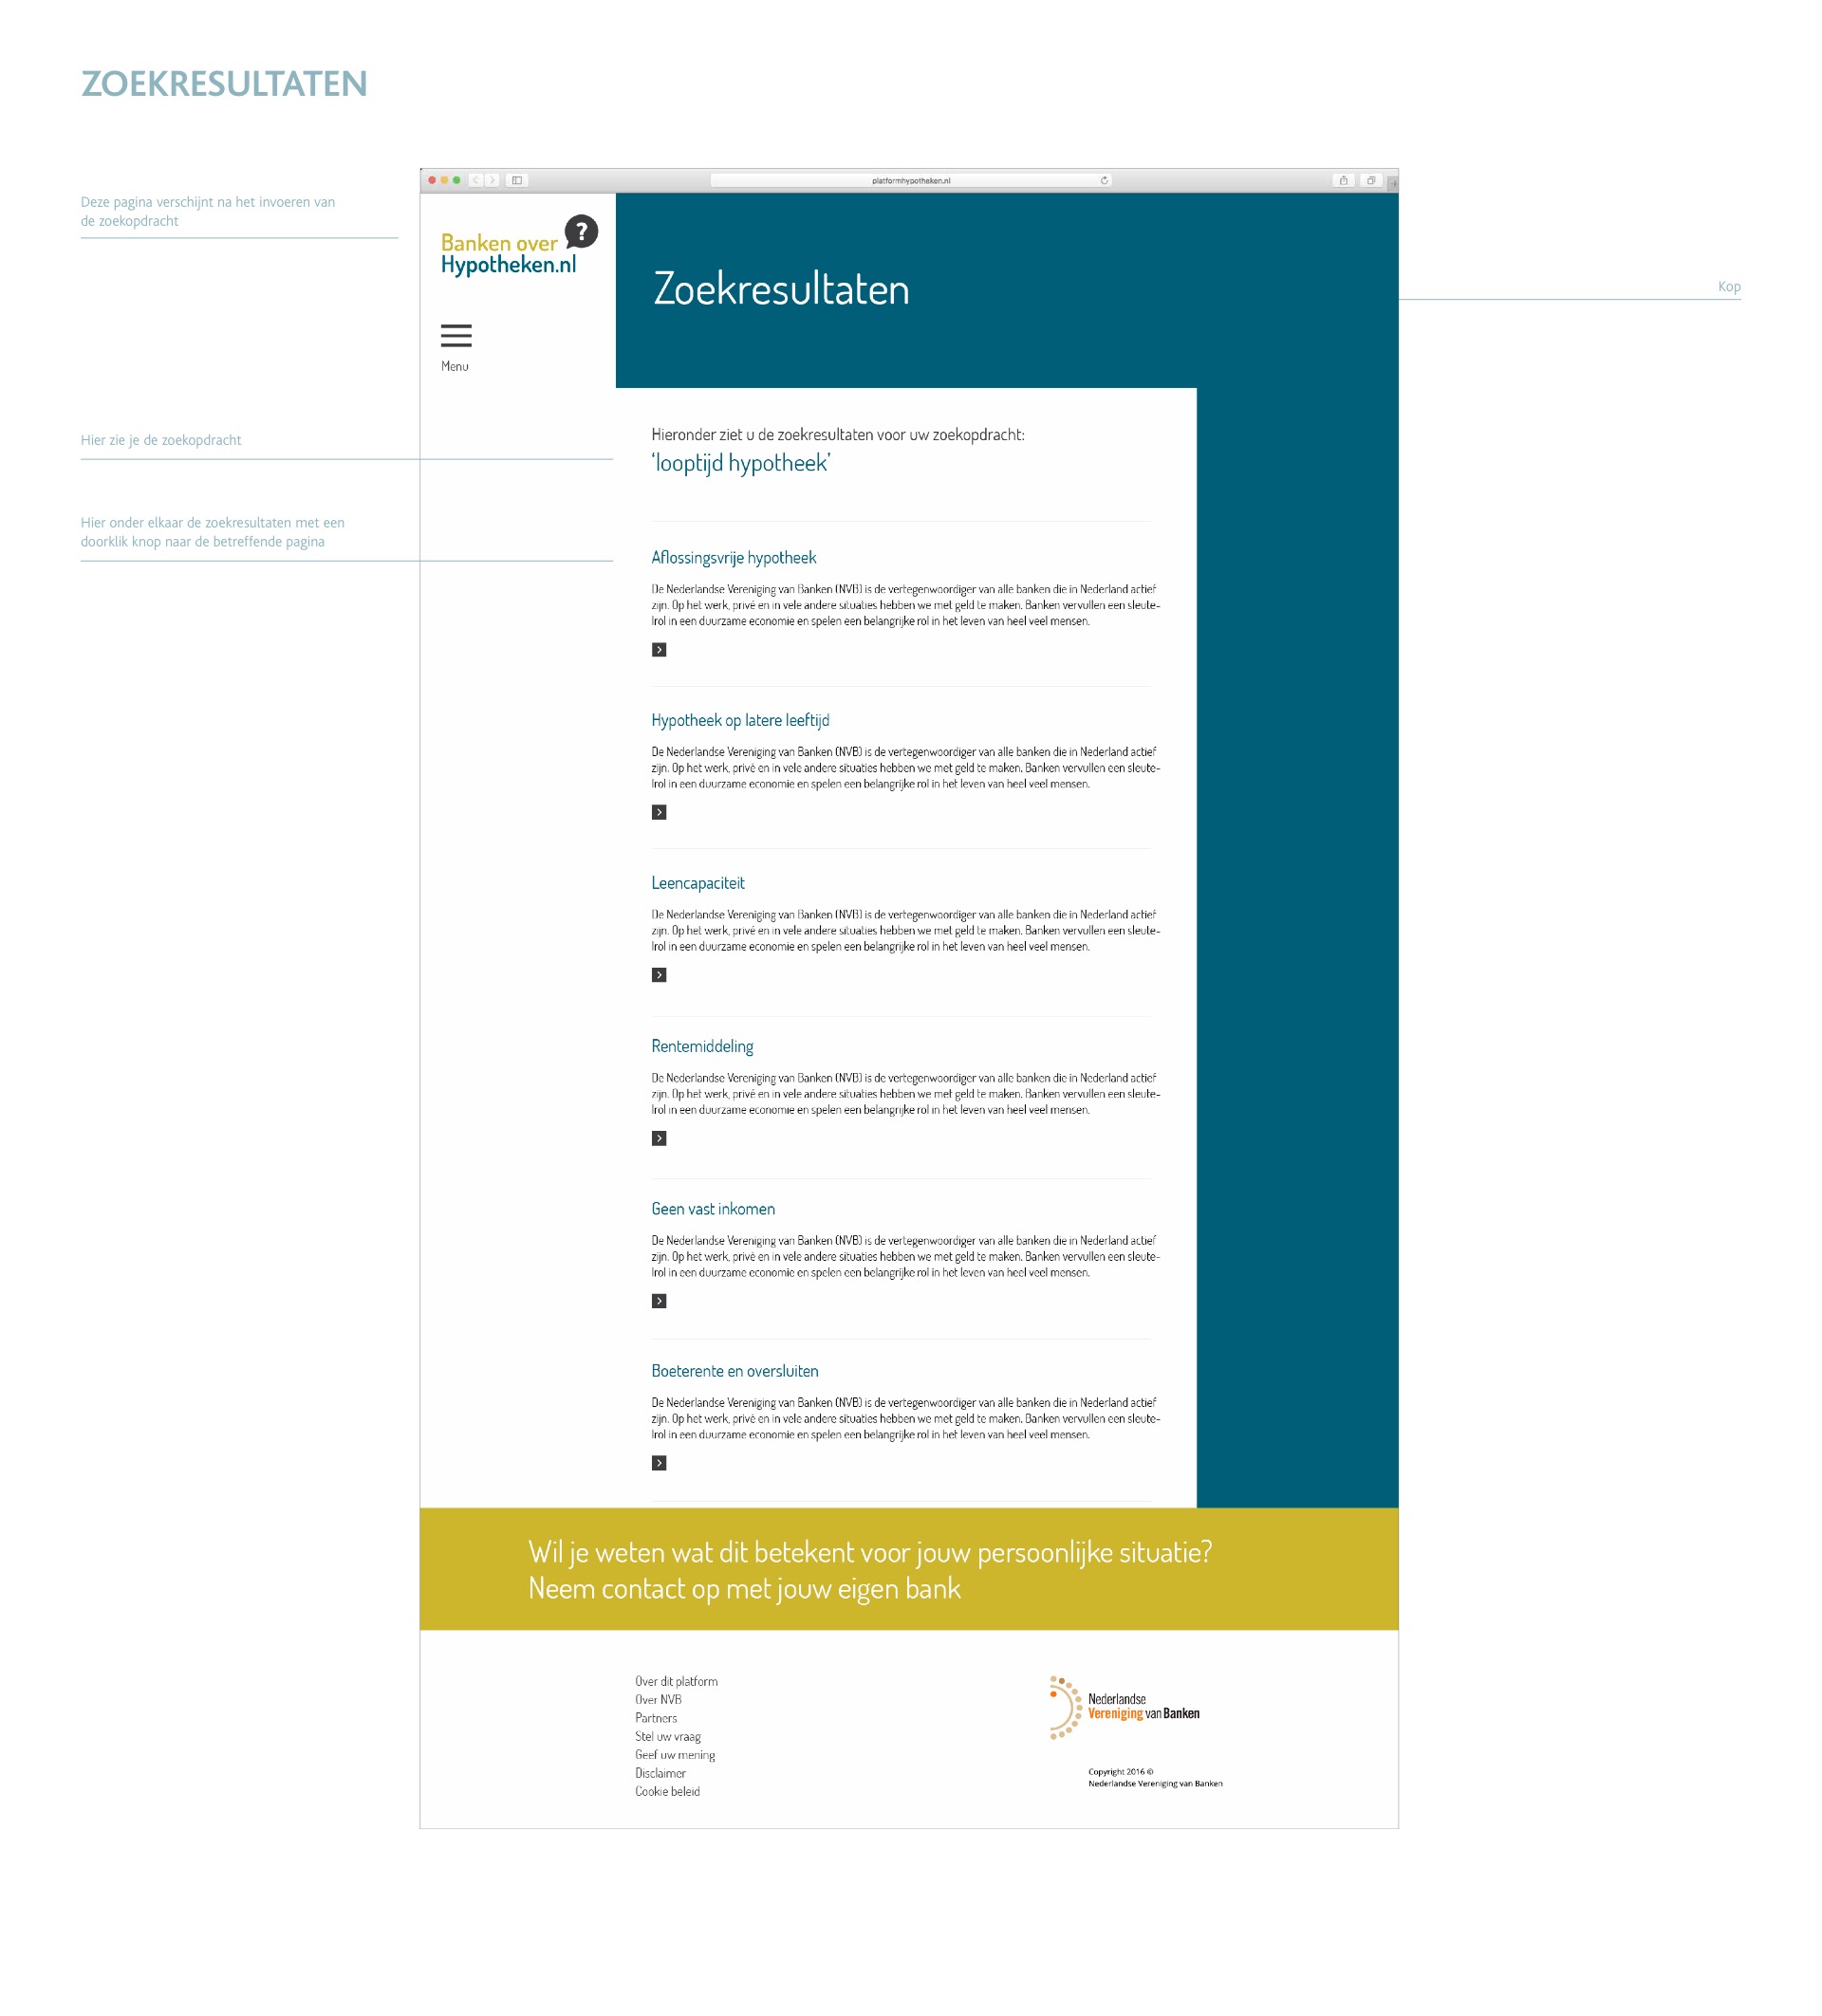 ZOEKRESULTATEN
Deze pagina verschijnt na het invoeren van
de zoekopdracht
platformhypotheken.nl
Banken over
Hypotheken.nl
?
Menu
Zoekresultaten
Kop
Hier zie je de zoekopdracht
Hier onder elkaar de zoekresultaten met een
doorklik knop naar de betreffende pagina
Hieronder ziet u de zoekresultaten voor uw zoekopdracht:
‘looptijd hypotheek’
Aflossingsvrije hypotheek
De Nederlandse Vereniging van Banken (NVB) is de vertegenwoordiger van alle banken die in Nederland actief
zijn. Op het werk, privé en in vele andere situaties hebben we met geld te maken. Banken vervullen een sleute-
lrol in een duurzame economie en spelen een belangrijke rol in het leven van heel veel mensen.
Hypotheek op latere leeftijd
De Nederlandse Vereniging van Banken (NVB) is de vertegenwoordiger van alle banken die in Nederland actief
zijn. Op het werk, privé en in vele andere situaties hebben we met geld te maken. Banken vervullen een sleute-
lrol in een duurzame economie en spelen een belangrijke rol in het leven van heel veel mensen.
Leencapaciteit
De Nederlandse Vereniging van Banken (NVB) is de vertegenwoordiger van alle banken die in Nederland actief
zijn. Op het werk, privé en in vele andere situaties hebben we met geld te maken. Banken vervullen een sleute-
lrol in een duurzame economie en spelen een belangrijke rol in het leven van heel veel mensen.
Rentemiddeling
De Nederlandse Vereniging van Banken (NVB) is de vertegenwoordiger van alle banken die in Nederland actief
zijn. Op het werk, privé en in vele andere situaties hebben we met geld te maken. Banken vervullen een sleute-
lrol in een duurzame economie en spelen een belangrijke rol in het leven van heel veel mensen.
Geen vast inkomen
De Nederlandse Vereniging van Banken (NVB) is de vertegenwoordiger van alle banken die in Nederland actief
zijn. Op het werk, privé en in vele andere situaties hebben we met geld te maken. Banken vervullen een sleute-
lrol in een duurzame economie en spelen een belangrijke rol in het leven van heel veel mensen.
Boeterente en oversluiten
De Nederlandse Vereniging van Banken (NVB) is de vertegenwoordiger van alle banken die in Nederland actief
zijn. Op het werk, privé en in vele andere situaties hebben we met geld te maken. Banken vervullen een sleute-
lrol in een duurzame economie en spelen een belangrijke rol in het leven van heel veel mensen.
Wil je weten wat dit betekent voor jouw persoonlijke situatie?
Neem contact op met jouw eigen bank
Over dit platform
Over NVB
Partners
Stel uw vraag
Geef uw mening
Disclaimer
Cookie beleid
Nederlandse
Vereniging van Banken
Copyright 2016 ©
Nederlandse Vereniging van Banken